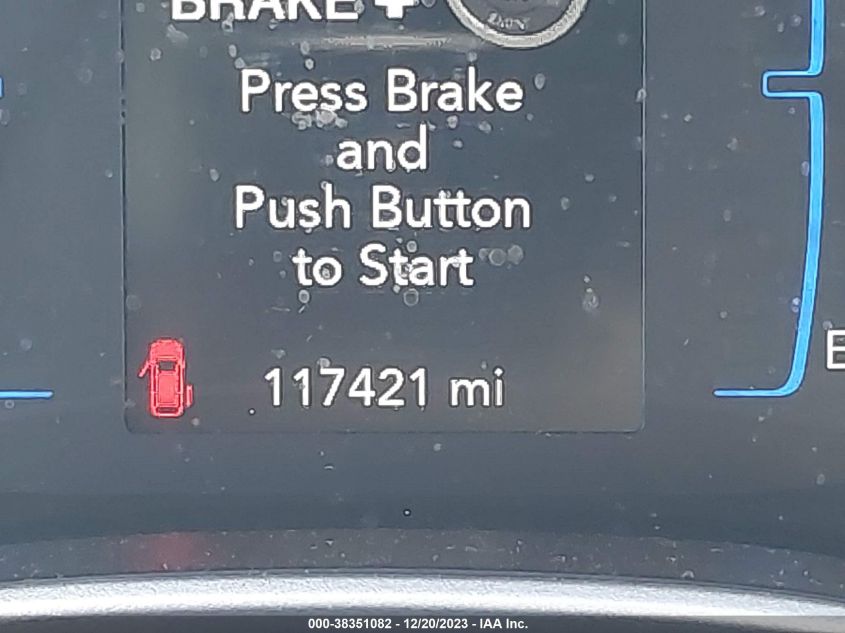 BRAKE +
Press Brake
and
Push Button
to Start
117421 mi
E
000-38351082 - 12/20/2023 - IAA Inc.